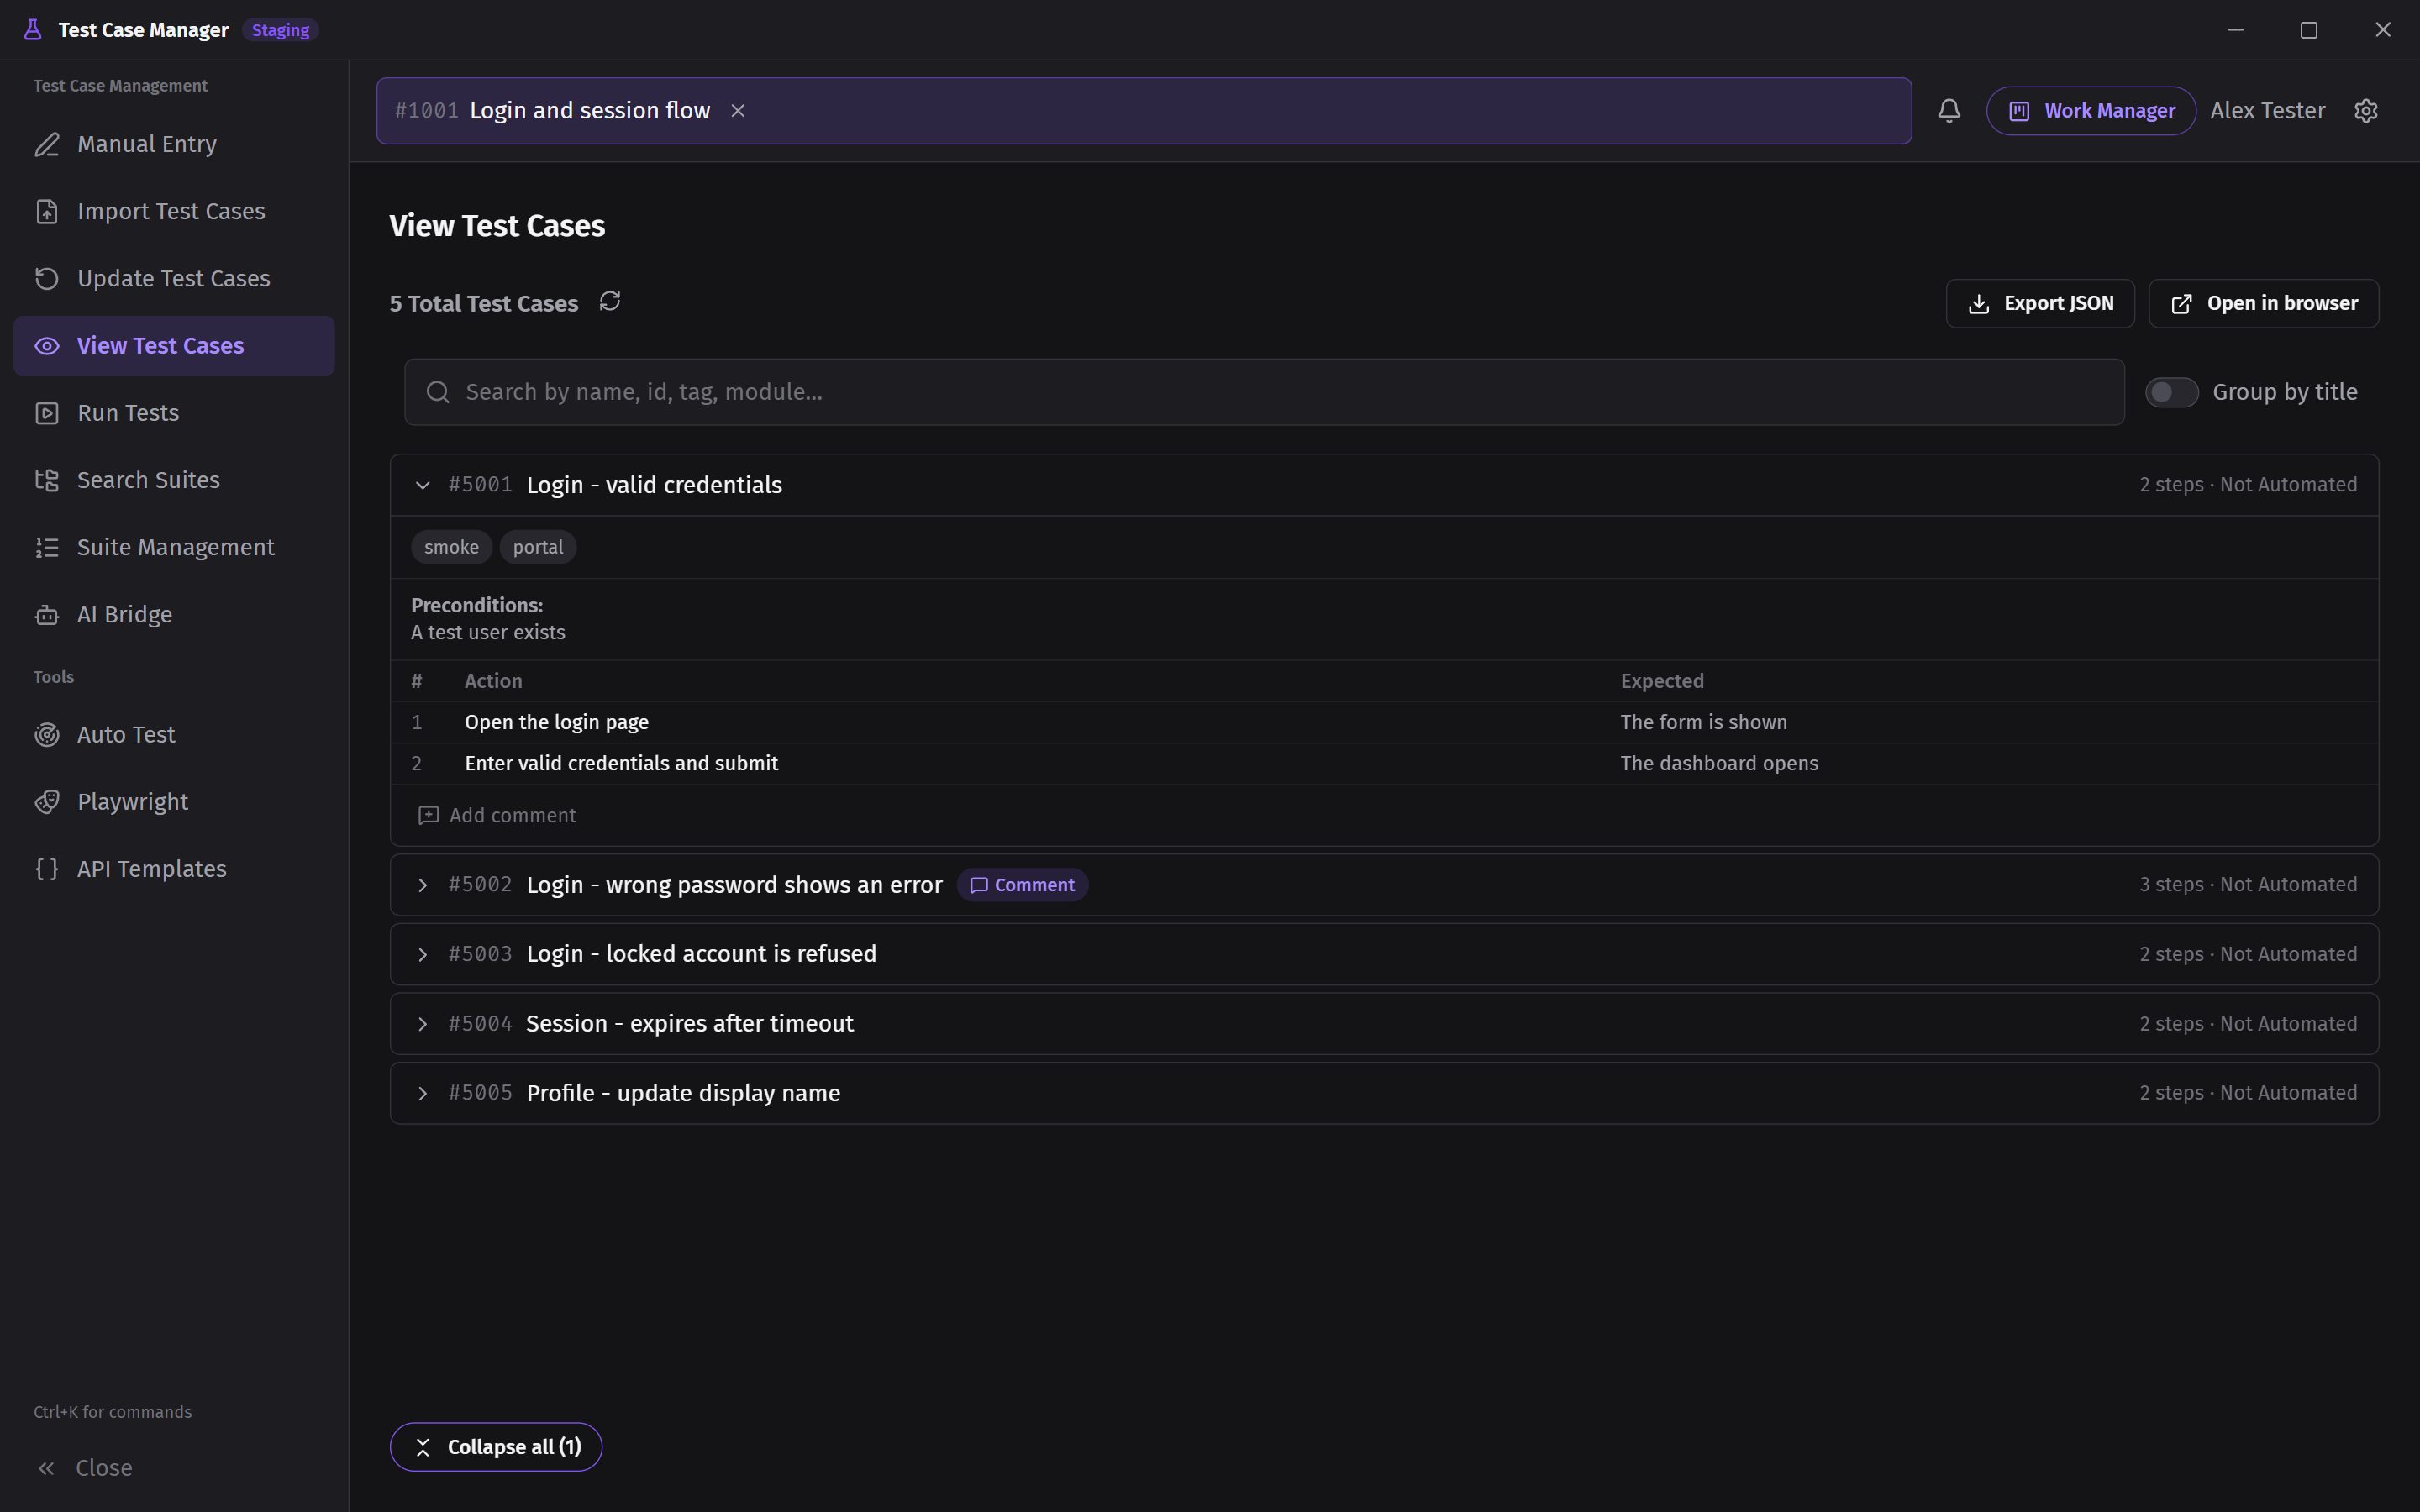 Test Case Manager Staging
Test Case Management
Manual Entry
Import Test Cases
Update Test Cases
View Test Cases
Run Tests
Search Suites
Suite Management
AI Bridge
Tools
Auto Test
Playwright
API Templates
Ctrl+K for commands
Close
#1001 Login and session flow
Work Manager Alex Tester
View Test Cases
5 Total Test Cases
Export JSON Open in browser
Search by name, id, tag, module...
Group by title
#5001 Login - valid credentials 2 steps · Not Automated
smoke portal
Preconditions:
A test user exists
# Action Expected
1 Open the login page The form is shown
2 Enter valid credentials and submit The dashboard opens
Add comment
#5002 Login - wrong password shows an error Comment 3 steps · Not Automated
#5003 Login - locked account is refused 2 steps · Not Automated
#5004 Session - expires after timeout 2 steps · Not Automated
#5005 Profile - update display name 2 steps · Not Automated
Collapse all (1)